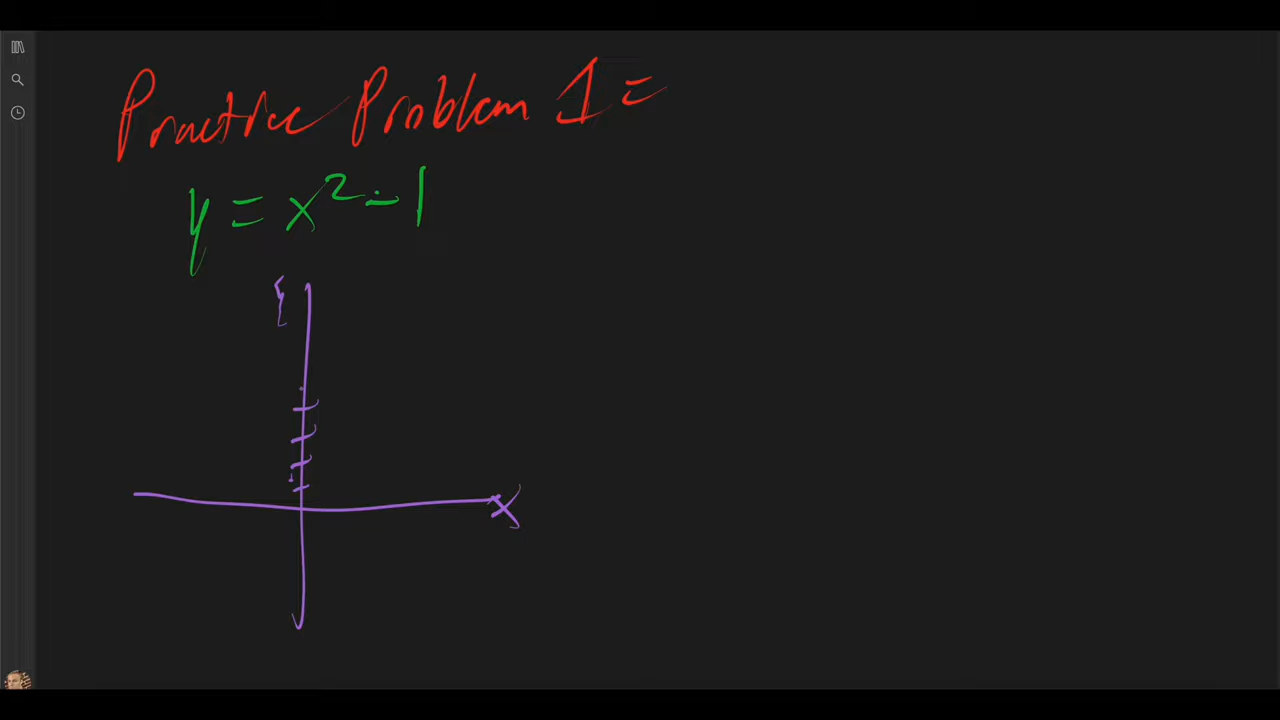 Practice Problem 1 =
y = x² - 1
Y
X